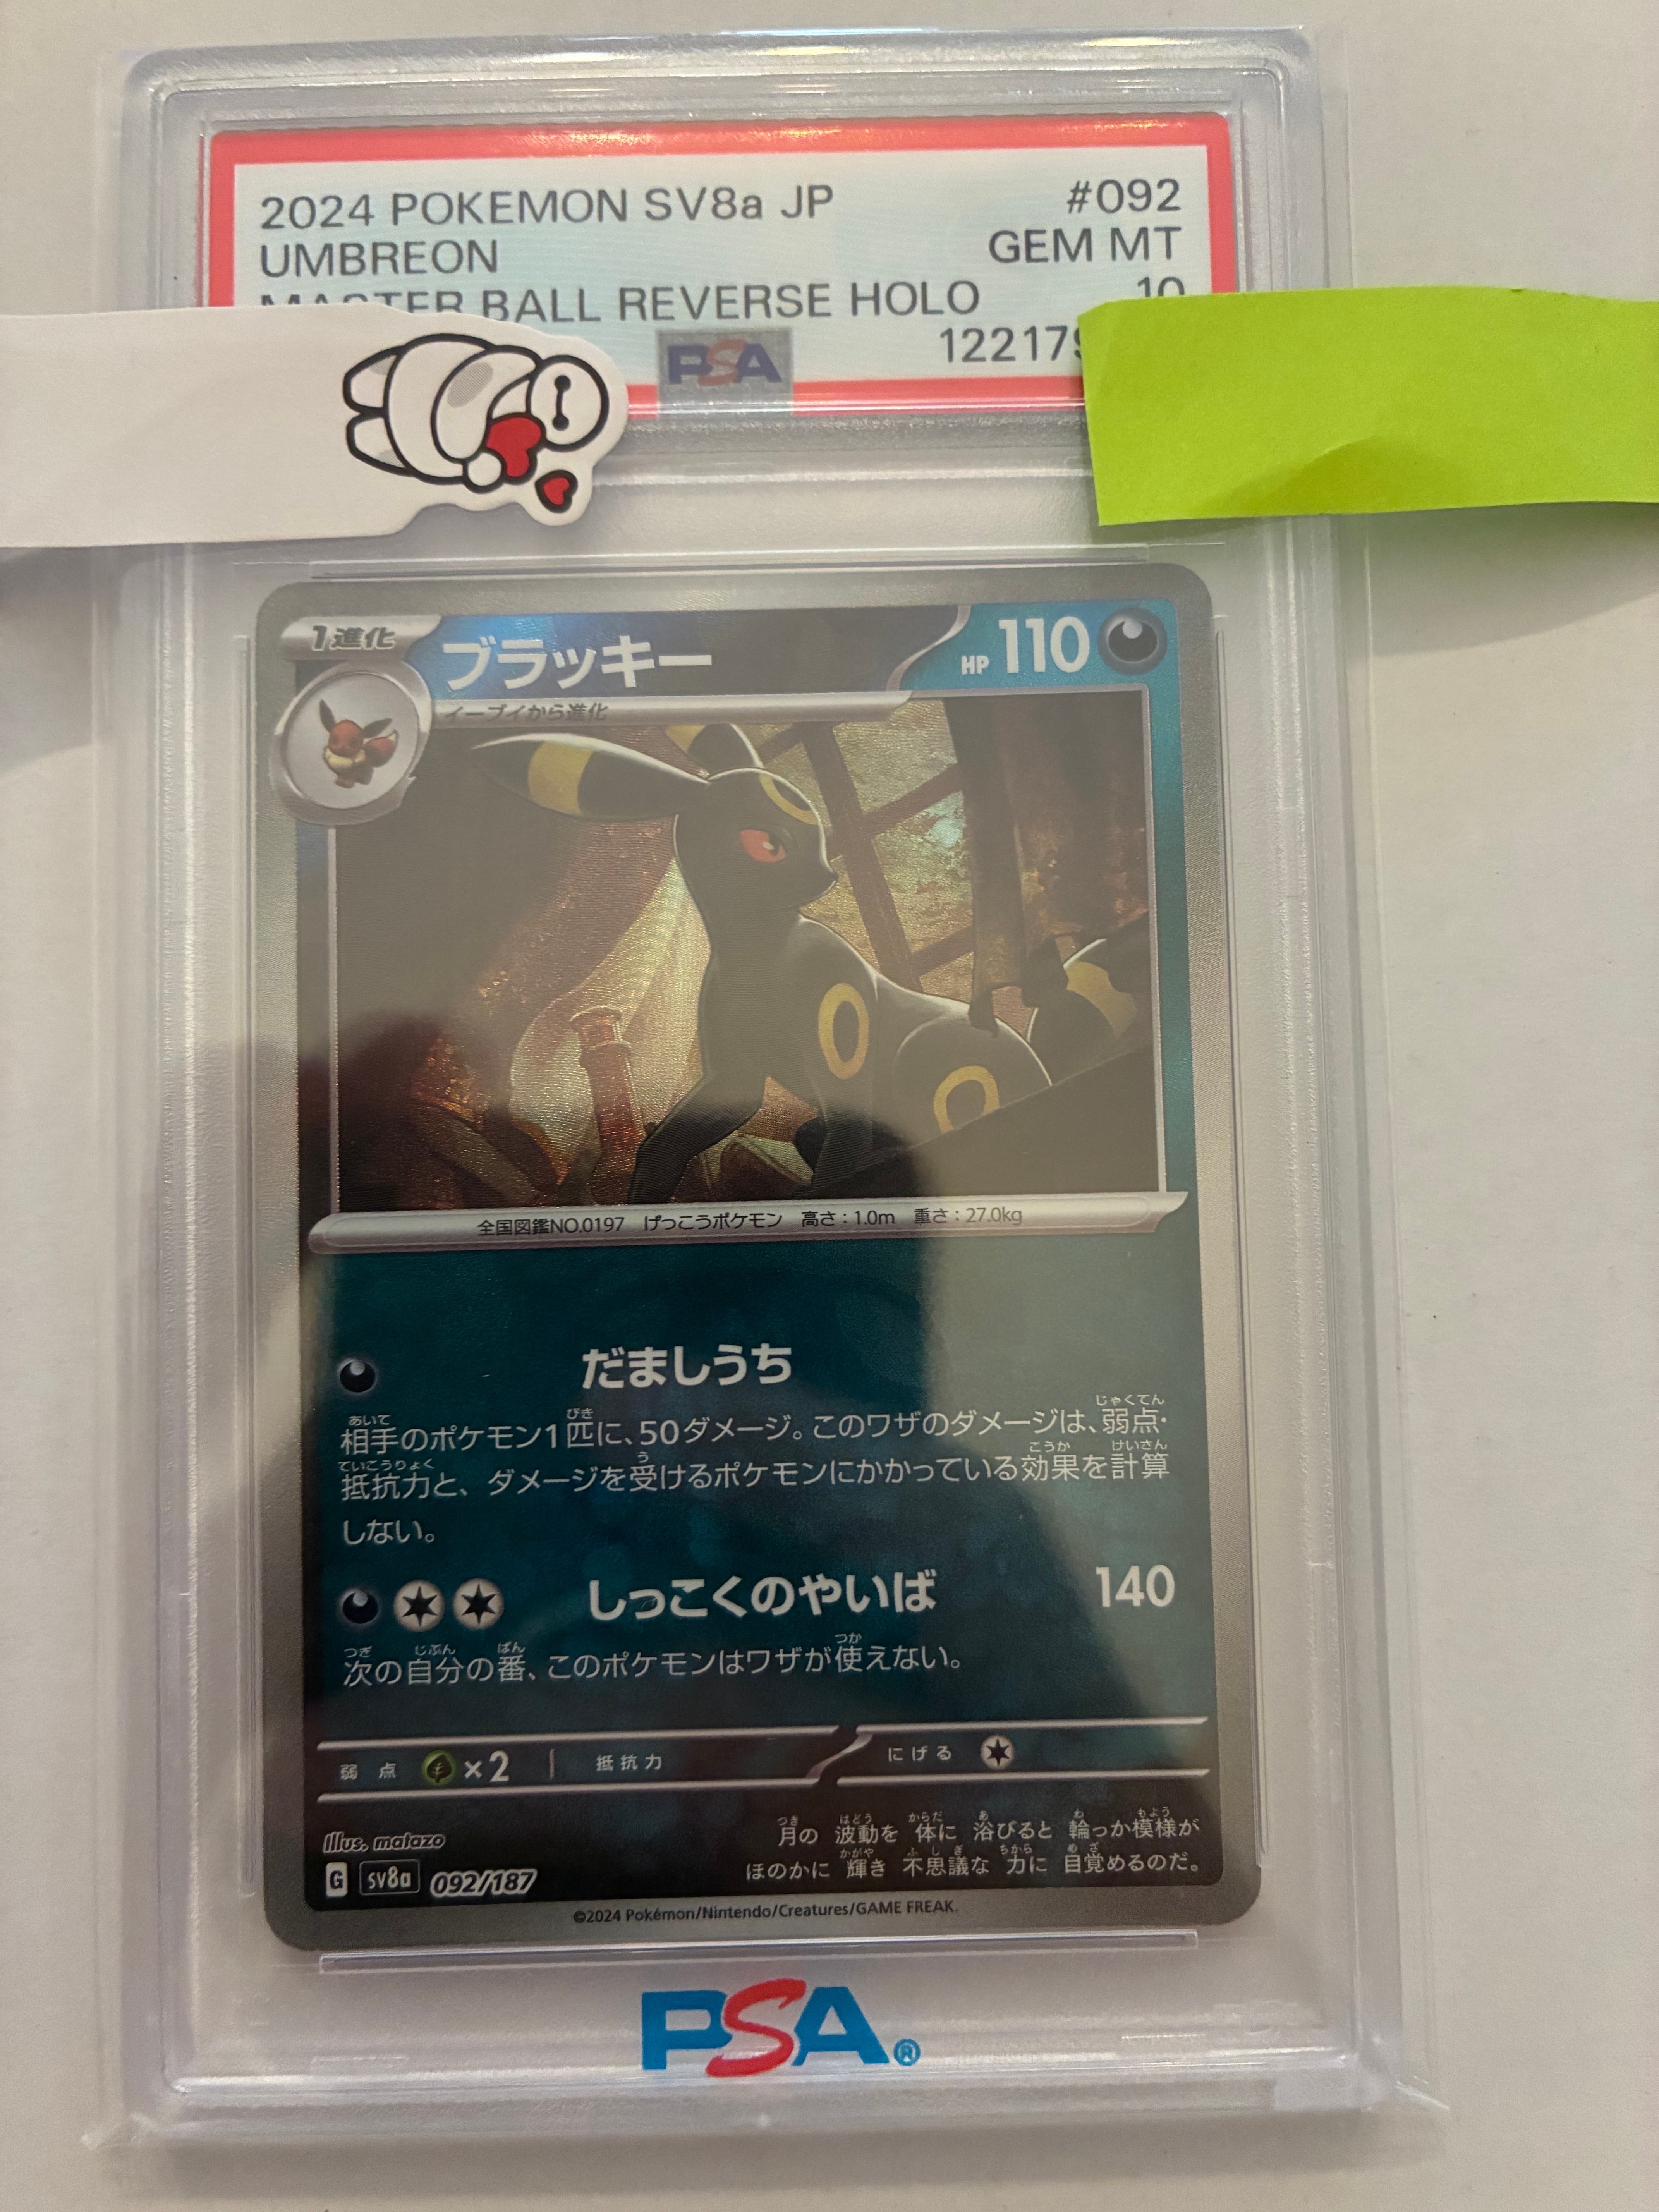 2024 POKEMON SV8a JP #092
UMBREON GEM MT
MASTER BALL REVERSE HOLO 10
PSA
1進化
ブラッキー
HP 110
イーブイから進化
全国図鑑NO.0197 げっこうポケモン 高さ:1.0m 重さ:27.0kg
だましうち
相手のポケモン1匹に、50ダメージ。このワザのダメージは、弱点・
抵抗力と、ダメージを受けるポケモンにかかっている効果を計算
しない。
しっこくのやいば 140
次の自分の番、このポケモンはワザが使えない。
弱点 ×2 抵抗力 にげる
Illus. matazo
G sv8a 092/187
月の 波動を 体に 浴びると 輪っか模様が
ほのかに 輝き 不思議な 力に 目覚めるのだ。
©2024 Pokémon/Nintendo/Creatures/GAME FREAK.
PSA®